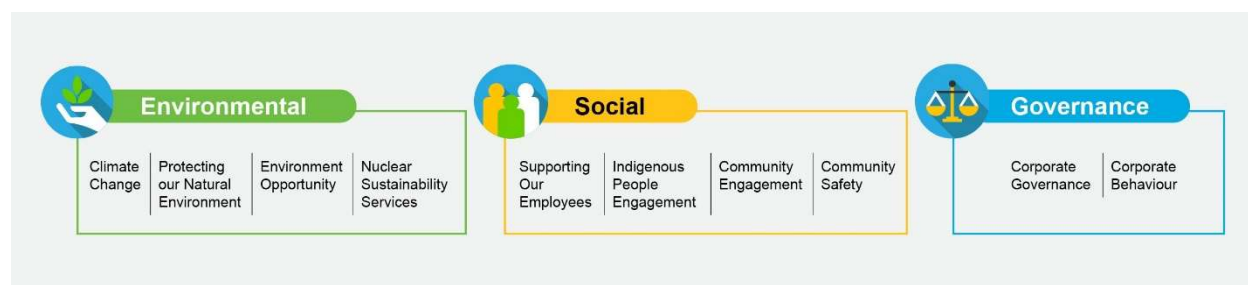 Environmental
Climate
Change
Protecting
our Natural
Environment
Environment
Opportunity
Nuclear
Sustainability
Services
Social
Supporting
Our
Employees
Indigenous
People
Engagement
Community
Engagement
Community
Safety
Governance
Corporate
Governance
Corporate
Behaviour